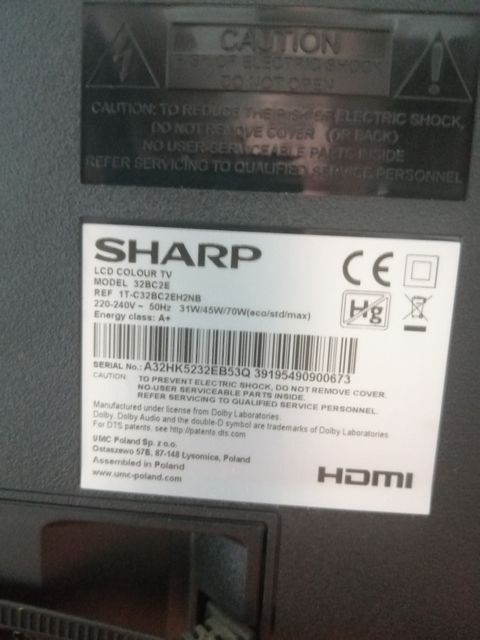 CAUTION
RISK OF ELECTRIC SHOCK
DO NOT OPEN
CAUTION: TO REDUCE THE RISK OF ELECTRIC SHOCK,
DO NOT REMOVE COVER (OR BACK)
NO USER-SERVICEABLE PARTS INSIDE
REFER SERVICING TO QUALIFIED SERVICE PERSONNEL
SHARP
LCD COLOUR TV
MODEL 32BC2E
REF 1T-C32BC2EH2NB
220-240V ~ 50Hz 31W/45W/70W(eco/std/max)
Energy class: A+
CE
Hg
SERIAL No.: A32HK5232EB53Q 39195490900673
CAUTION TO PREVENT ELECTRIC SHOCK, DO NOT REMOVE COVER.
NO-USER SERVICEABLE PARTS INSIDE.
REFER SERVICING TO QUALIFIED SERVICE PERSONNEL.
Manufactured under license from Dolby Laboratories.
Dolby, Dolby Audio and the double-D symbol are trademarks of Dolby Laboratories.
For DTS patents, see http://patents.dts.com
UMC Poland Sp. z o.o.
Ostaszewo 57B, 87-148 Lysomice, Poland
Assembled in Poland
www.umc-poland.com
HDMI